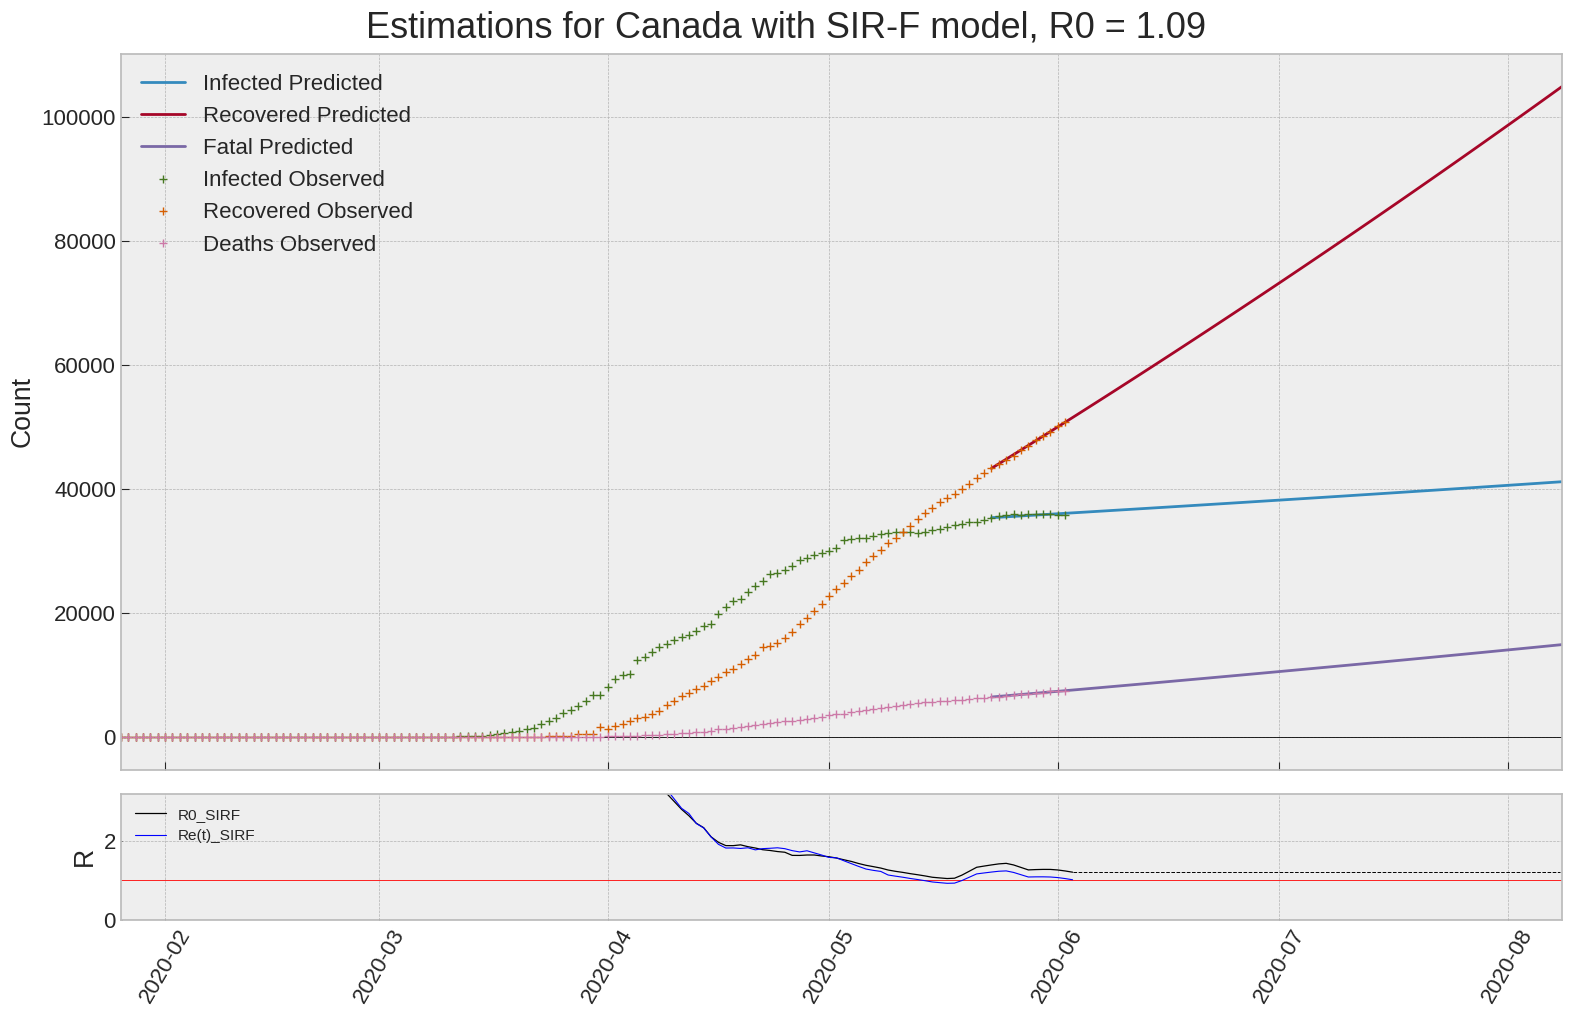 Estimations for Canada with SIR-F model, R0 = 1.09
Infected Predicted
Recovered Predicted
Fatal Predicted
Infected Observed
Recovered Observed
Deaths Observed
100000
80000
60000
40000
20000
0
Count
R0_SIRF
Re(t)_SIRF
2
0
R
2020-02
2020-03
2020-04
2020-05
2020-06
2020-07
2020-08